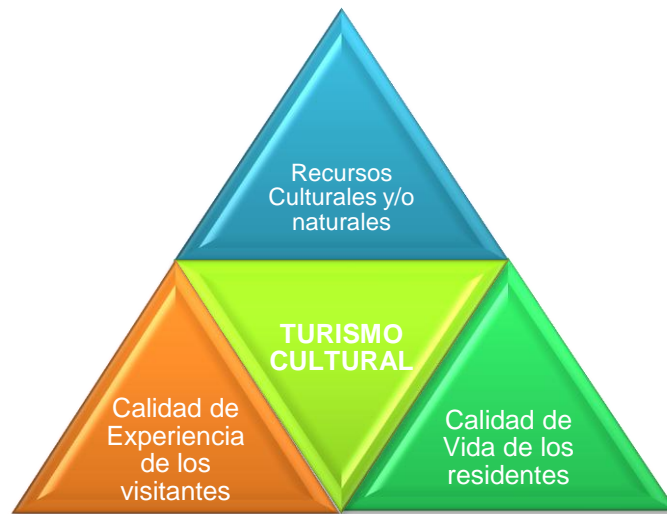 Recursos
Culturales y/o
naturales
TURISMO
CULTURAL
Calidad de
Experiencia
de los
visitantes
Calidad de
Vida de los
residentes